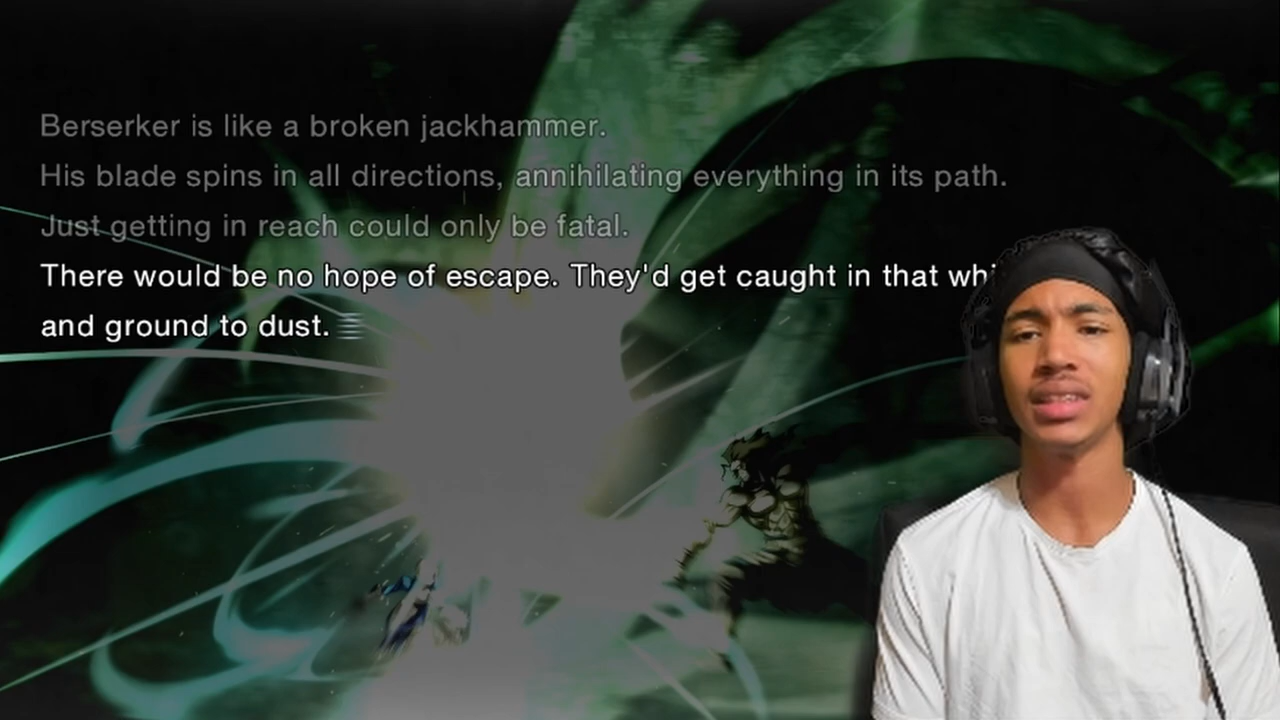 Berserker is like a broken jackhammer.
His blade spins in all directions, annihilating everything in its path.
Just getting in reach could only be fatal.
There would be no hope of escape. They'd get caught in that
and ground to dust.